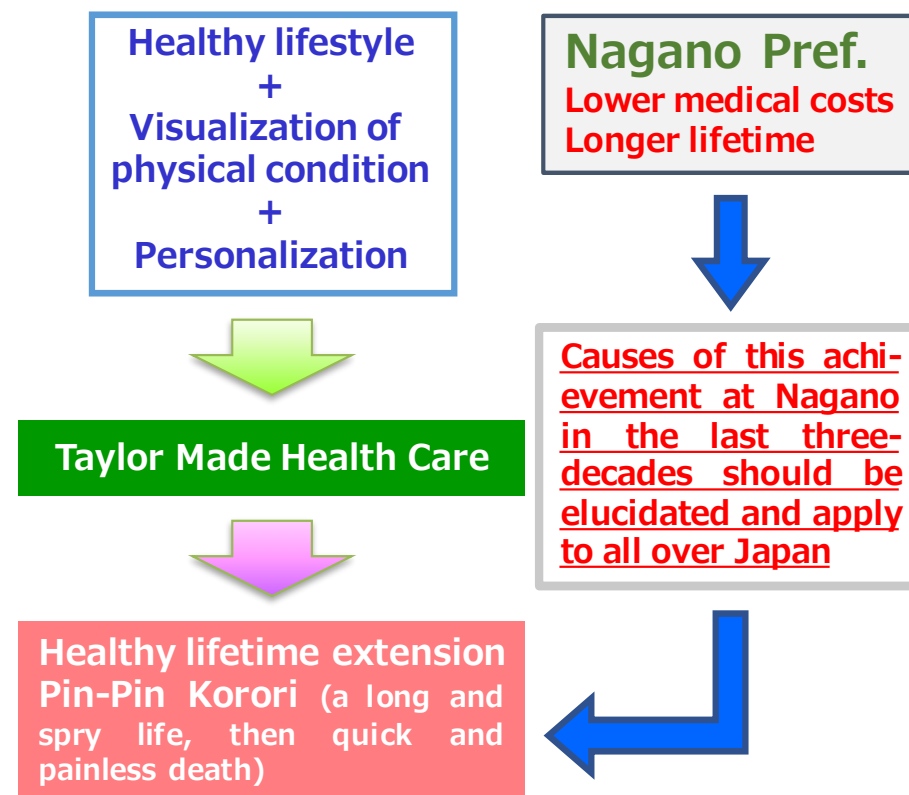 Healthy lifestyle
+
Visualization of
physical condition
+
Personalization
Taylor Made Health Care
Healthy lifetime extension
Pin-Pin Korori (a long and
spry life, then quick and
painless death)
Nagano Pref.
Lower medical costs
Longer lifetime
Causes of this achi-
evement at Nagano
in the last three-
decades should be
elucidated and apply
to all over Japan